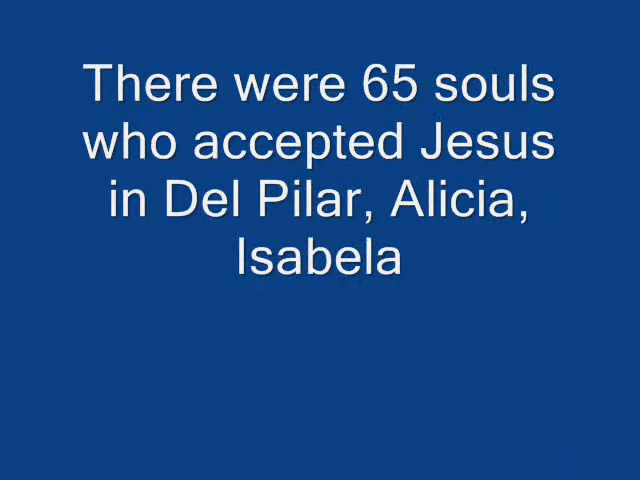 There were 65 souls
who accepted Jesus
in Del Pilar, Alicia,
Isabela